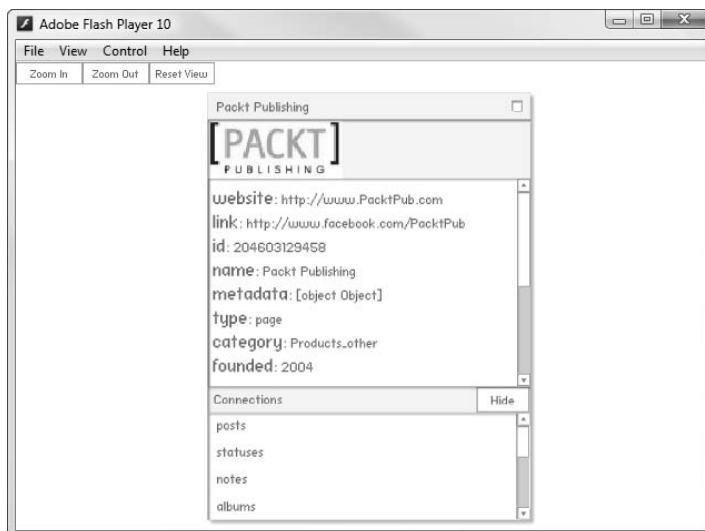 Adobe Flash Player 10
File View Control Help
Zoom In Zoom Out Reset View
Packt Publishing
[PACKT]
PUBLISHING
website: http://www.PacktPub.com
link: http://www.facebook.com/PacktPub
id: 204603129458
name: Packt Publishing
metadata: [object Object]
type: page
category: Products_other
founded: 2004
Connections Hide
posts
statuses
notes
albums